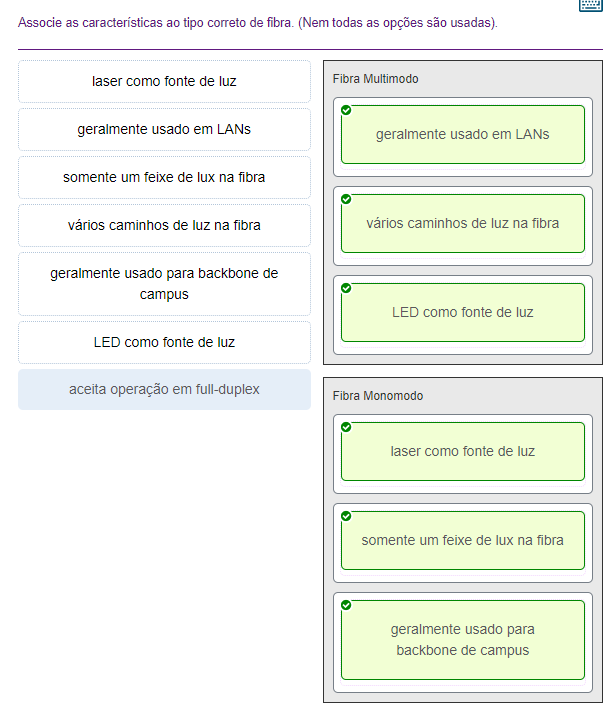 Associe as características ao tipo correto de fibra. (Nem todas as opções são usadas).
laser como fonte de luz
geralmente usado em LANs
somente um feixe de lux na fibra
vários caminhos de luz na fibra
geralmente usado para backbone de
campus
LED como fonte de luz
aceita operação em full-duplex
Fibra Multimodo
geralmente usado em LANs
vários caminhos de luz na fibra
LED como fonte de luz
Fibra Monomodo
laser como fonte de luz
somente um feixe de lux na fibra
geralmente usado para
backbone de campus